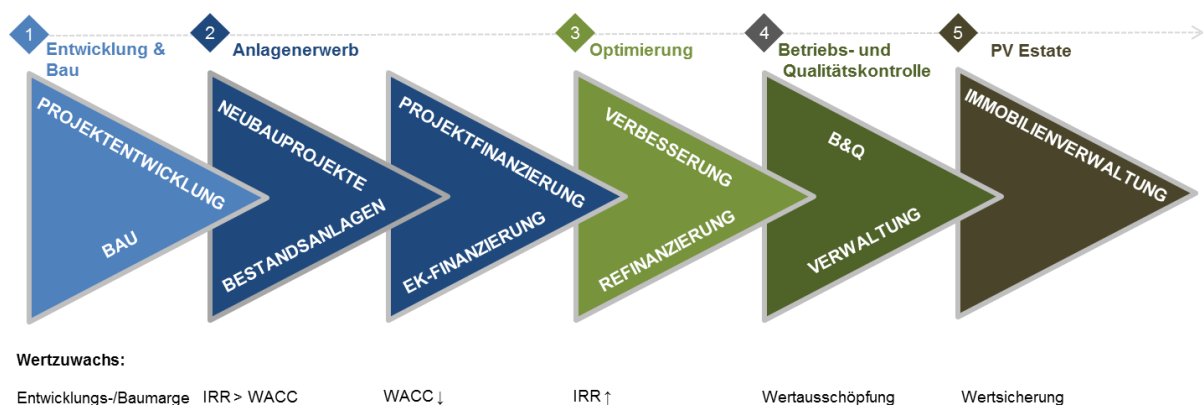 1
Entwicklung &
Bau
2
Anlagenerwerb
3
Optimierung
4
Betriebs- und
Qualitätskontrolle
5
PV Estate
PROJEKTENTWICKLUNG
BAU
NEUBAUPROJEKTE
BESTANDSANLAGEN
PROJEKTFINANZIERUNG
EK-FINANZIERUNG
VERBESSERUNG
REFINANZIERUNG
B&Q
VERWALTUNG
IMMOBILIENVERWALTUNG
Wertzuwachs:
Entwicklungs-/Baumarge
IRR > WACC
WACC ↓
IRR ↑
Wertausschöpfung
Wertsicherung